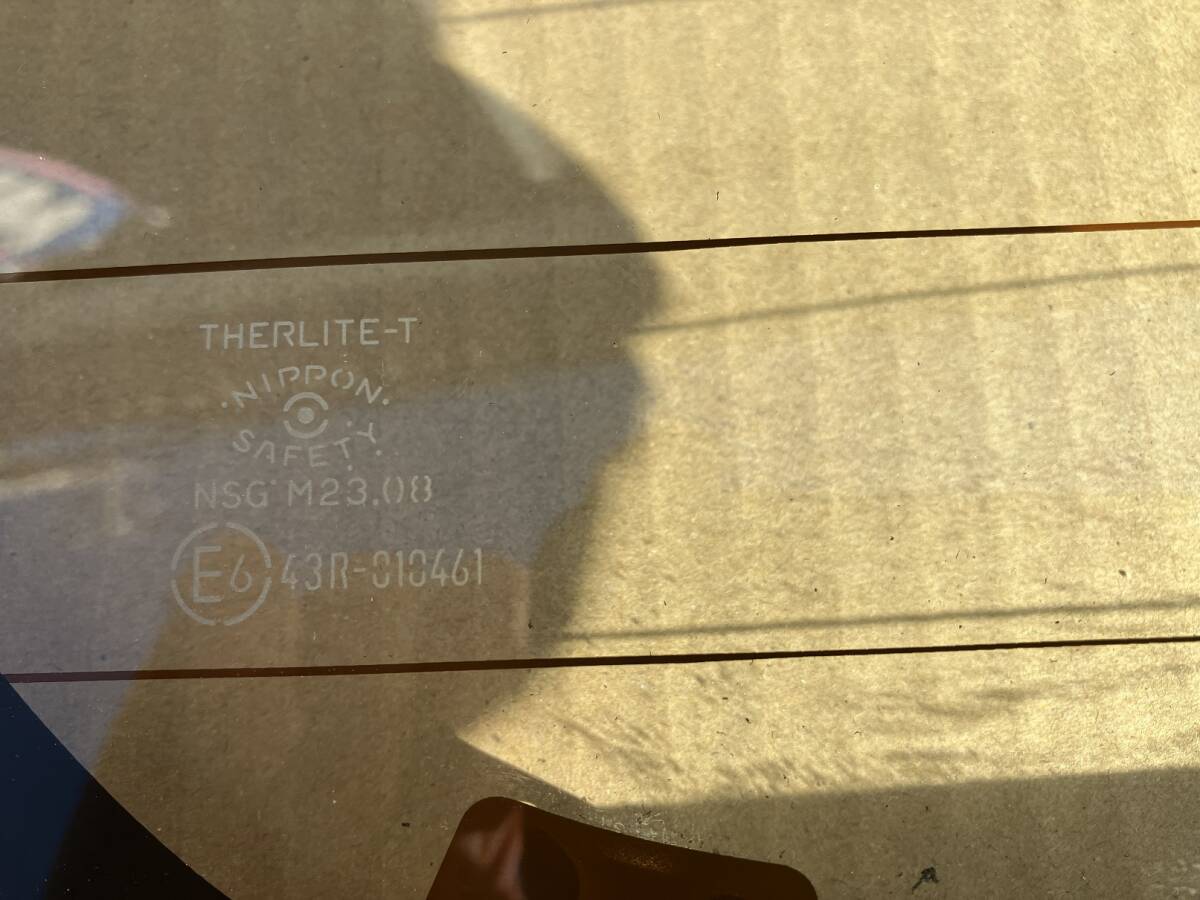 THERLITE-T
·NIPPON·
SAFETY
NSG M23.08
E6 43R-010461